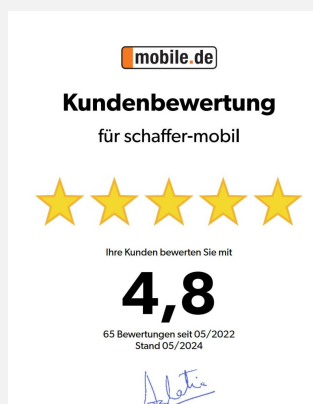 mobile.de
Kundenbewertung
für schaffer-mobil
Ihre Kunden bewerten Sie mit
4,8
65 Bewertungen seit 05/2022
Stand 05/2024